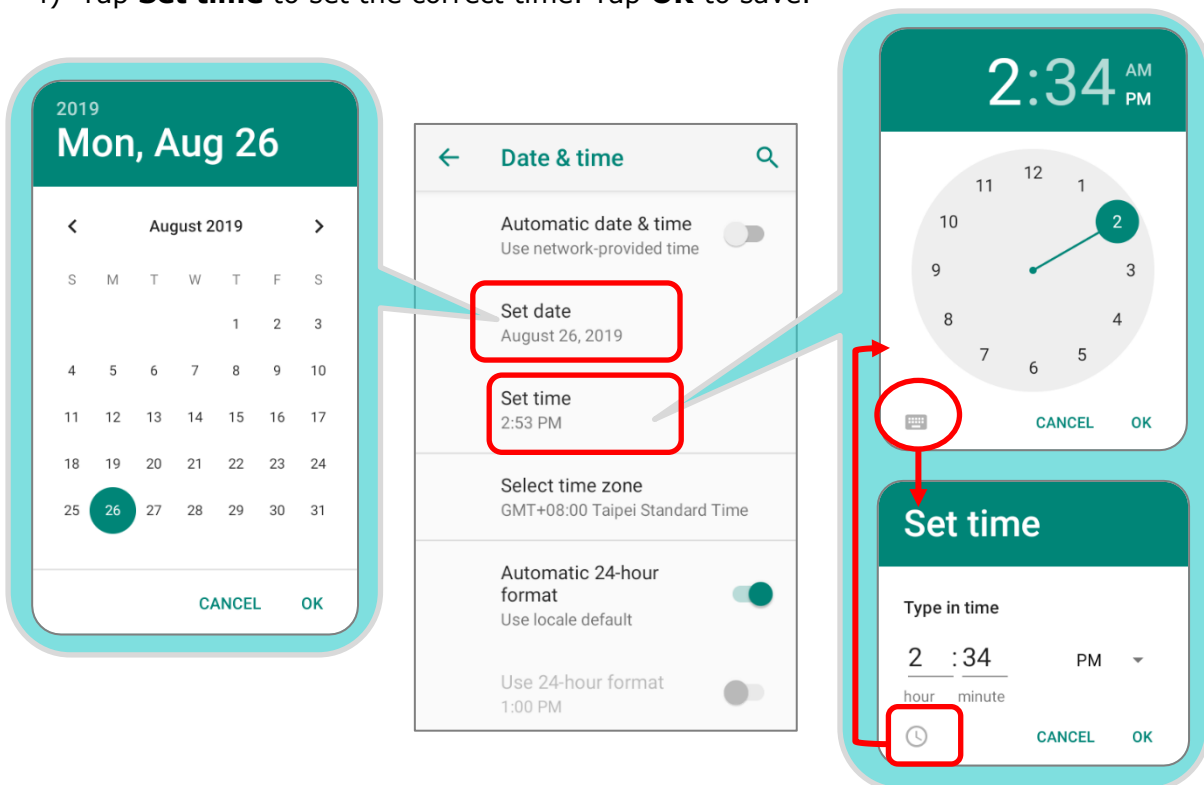 Tap Set time to set the correct time. Tap OK to save.
2019
Mon, Aug 26
August 2019
S M T W T F S
1 2 3
4 5 6 7 8 9 10
11 12 13 14 15 16 17
18 19 20 21 22 23 24
25 26 27 28 29 30 31
CANCEL OK
Date & time
Automatic date & time
Use network-provided time
Set date
August 26, 2019
Set time
2:53 PM
Select time zone
GMT+08:00 Taipei Standard Time
Automatic 24-hour
format
Use locale default
Use 24-hour format
1:00 PM
2:34 AM
PM
12
11 1
10 2
9 3
8 4
7 5
6
CANCEL OK
Set time
Type in time
2 : 34 PM
hour minute
CANCEL OK